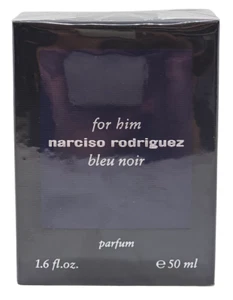 for him
narciso rodriguez
bleu noir
parfum
1.6 fl.oz. e 50 ml